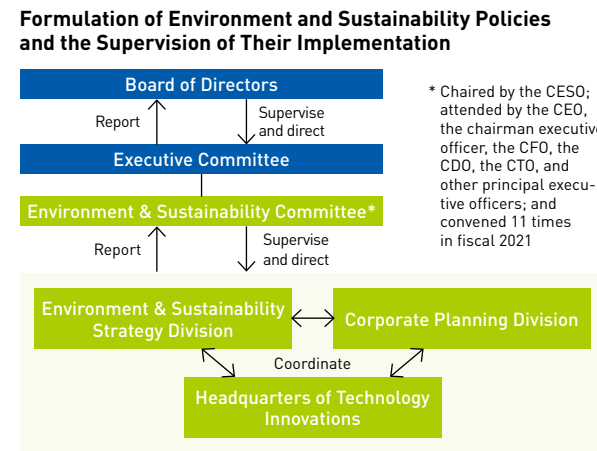 Formulation of Environment and Sustainability Policies
and the Supervision of Their Implementation
Board of Directors
Report
Supervise
and direct
Executive Committee
Environment & Sustainability Committee*
Report
Supervise
and direct
Environment & Sustainability
Strategy Division
Corporate Planning Division
Coordinate
Headquarters of Technology
Innovations
* Chaired by the CESO;
attended by the CEO,
the chairman executive
officer, the CFO, the
CDO, the CTO, and
other principal execu-
tive officers; and
convened 11 times
in fiscal 2021